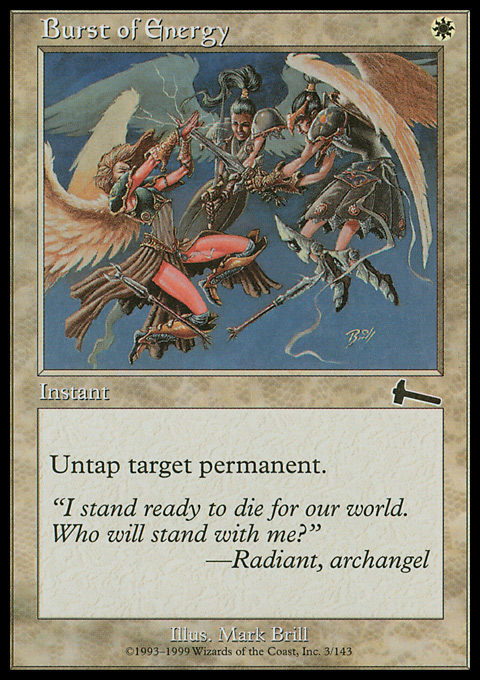 Burst of Energy
Brill
Instant
Untap target permanent.
“I stand ready to die for our world.
Who will stand with me?”
—Radiant, archangel
Illus. Mark Brill
©1993–1999 Wizards of the Coast, Inc. 3/143